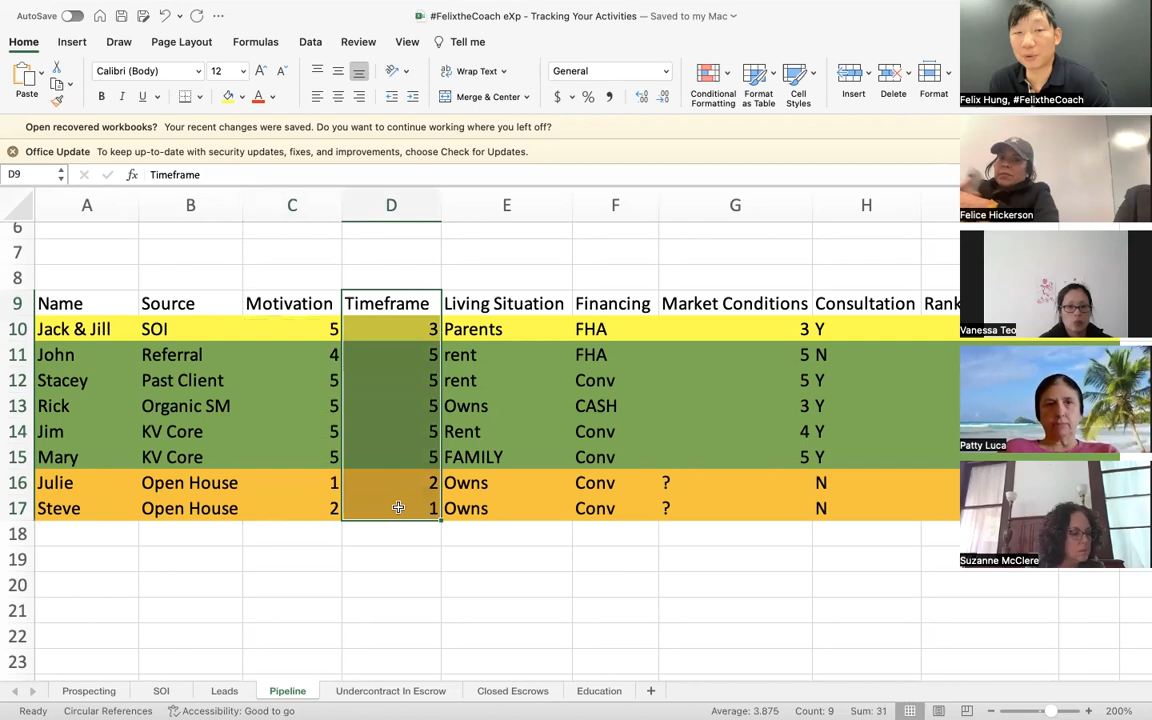 AutoSave #FelixtheCoach eXp - Tracking Your Activities — Saved to my Mac
Home Insert Draw Page Layout Formulas Data Review View Tell me
Paste Calibri (Body) 12 Wrap Text General
B I U Merge & Center $ % Conditional Formatting Format as Table Cell Styles Insert Delete Format
Open recovered workbooks? Your recent changes were saved. Do you want to continue working where you left off?
Office Update To keep up-to-date with security updates, fixes, and improvements, choose Check for Updates.
D9 fx Timeframe
A B C D E F G H
6
7
8
9 Name Source Motivation Timeframe Living Situation Financing Market Conditions Consultation Rank
10 Jack & Jill SOI 5 3 Parents FHA 3 Y
11 John Referral 4 5 rent FHA 5 N
12 Stacey Past Client 5 5 rent Conv 5 Y
13 Rick Organic SM 5 5 Owns CASH 3 Y
14 Jim KV Core 5 5 Rent Conv 4 Y
15 Mary KV Core 5 5 FAMILY Conv 5 Y
16 Julie Open House 1 2 Owns Conv ? N
17 Steve Open House 2 1 Owns Conv ? N
18
19
20
21
22
23
Prospecting SOI Leads Pipeline Undercontract In Escrow Closed Escrows Education +
Ready Circular References Accessibility: Good to go Average: 3.875 Count: 9 Sum: 31 200%
Felix Hung, #FelixtheCoach
Felice Hickerson
Vanessa Teo
Patty Luca
Suzanne McClere